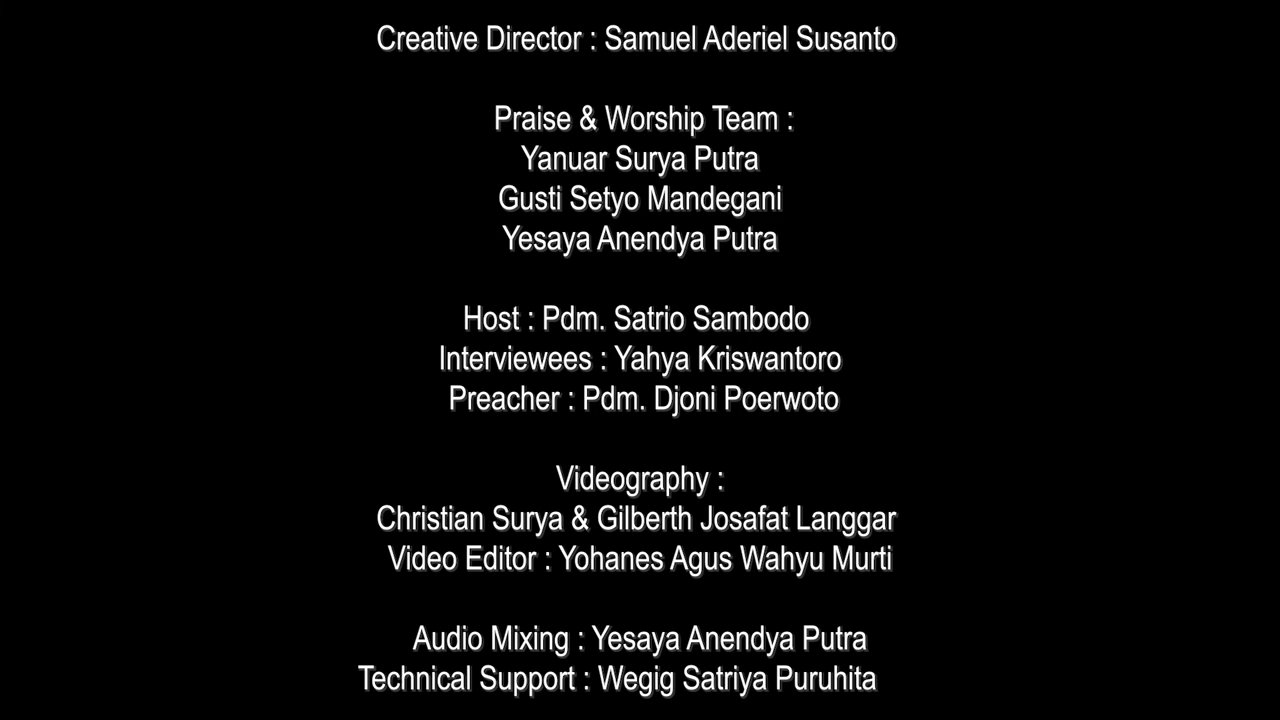 Creative Director : Samuel Aderiel Susanto
Praise & Worship Team :
Yanuar Surya Putra
Gusti Setyo Mandegani
Yesaya Anendya Putra
Host : Pdm. Satrio Sambodo
Interviewees : Yahya Kriswantoro
Preacher : Pdm. Djoni Poerwoto
Videography :
Christian Surya & Gilberth Josafat Langgar
Video Editor : Yohanes Agus Wahyu Murti
Audio Mixing : Yesaya Anendya Putra
Technical Support : Wegig Satriya Puruhita